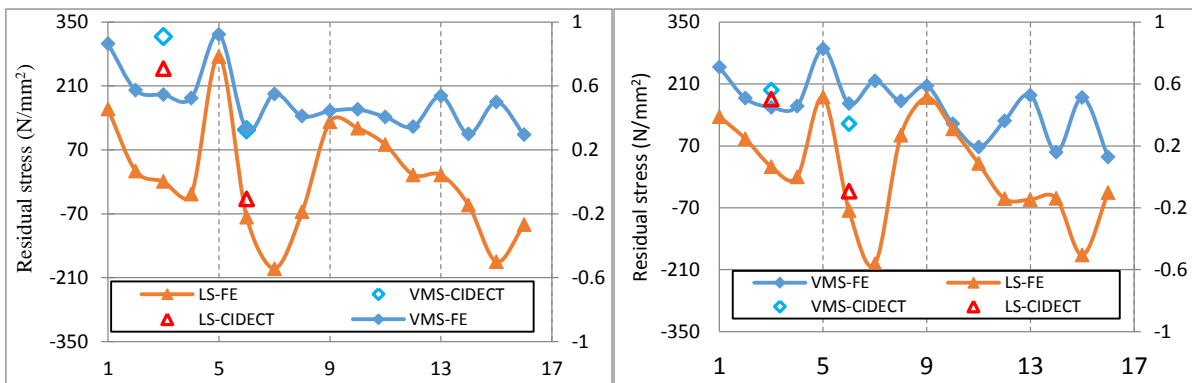 Residual stress (N/mm²)
350
210
70
-70
-210
-350
1
0.6
0.2
-0.2
-0.6
-1
LS-FE
VMS-CIDECT
LS-CIDECT
VMS-FE
1 5 9 13 17
Residual stress (N/mm²)
350
210
70
-70
-210
-350
1
0.6
0.2
-0.2
-0.6
-1
VMS-FE
LS-FE
VMS-CIDECT
LS-CIDECT
1 5 9 13 17